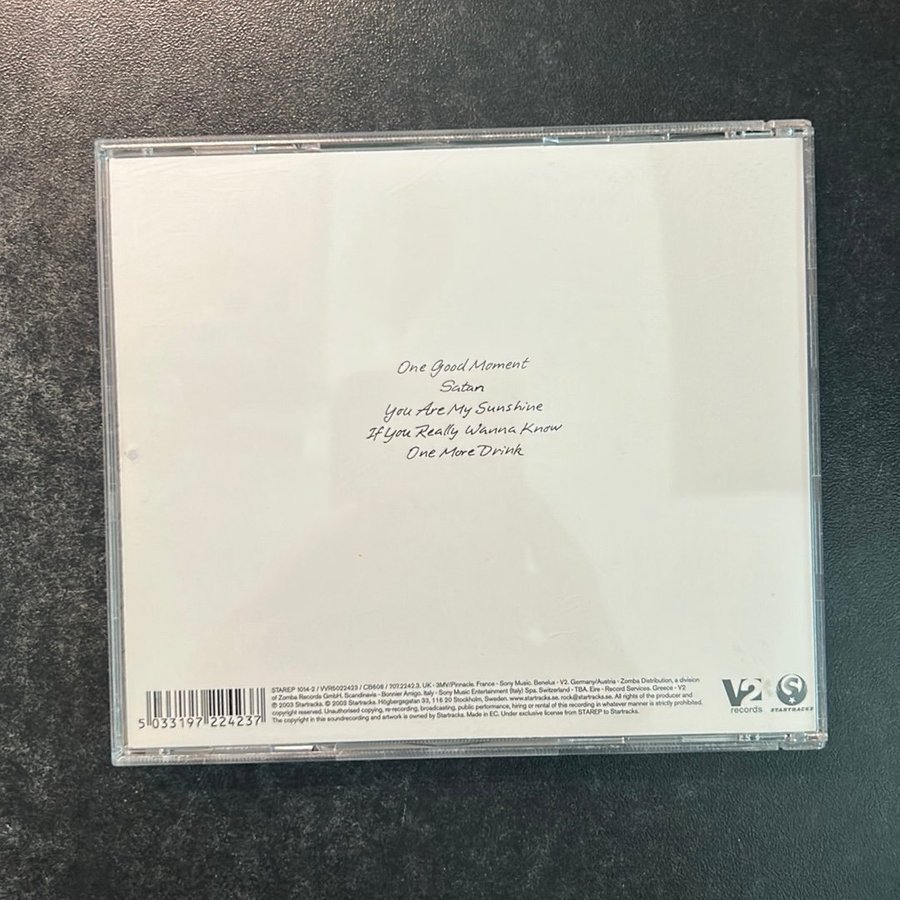 One Good Moment
Satan
You Are My Sunshine
If You Really Wanna Know
One More Drink
STAREP 1014-2 / VVR5022423 / CB608 / 707.2242.3. UK - 3MV/Pinnacle. France - Sony Music. Benelux - V2. Germany/Austria - Zomba Distribution, a division
of Zomba Records GmbH. Scandinavia - Bonnier Amigo. Italy - Sony Music Entertainment (Italy) Spa. Switzerland - TBA. Eire - Record Services. Greece - V2
℗ 2003 Startracks. © 2003 Startracks. Högbergagatan 33, 116 20 Stockholm, Sweden. www.startracks.se. rock@startracks.se. All rights of the producer and
copyright reserved. Unauthorised copying, re-recording, broadcasting, public performance, hiring or rental of this recording in whatever manner is strictly prohibited.
The copyright in this soundrecording and artwork is owned by Startracks. Made in EC. Under exclusive license from STAREP to Startracks.
5 033197 224237
V2
records
S
STARTRACKS